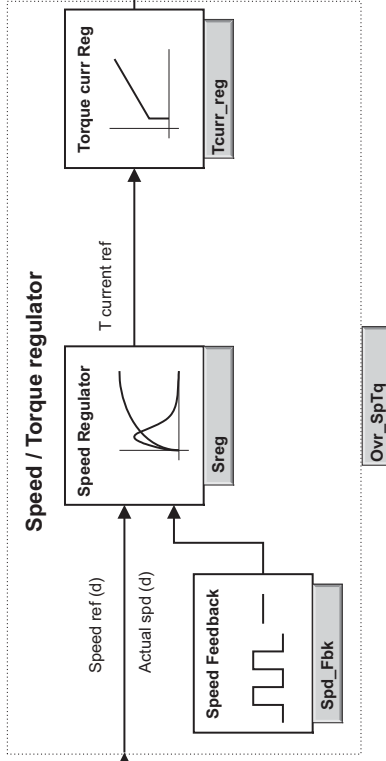 Speed / Torque regulator
Speed ref (d)
Actual spd (d)
Speed Regulator
Sreg
T current ref
Torque curr Reg
Tcurr_reg
Speed Feedback
Spd_Fbk
Ovr_SpTq